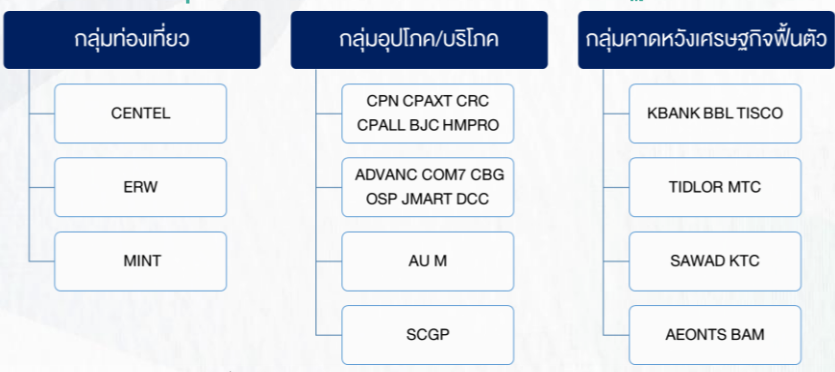 กลุ่มท่องเที่ยว
CENTEL
ERW
MINT
กลุ่มอุปโภค/บริโภค
CPN CPAXT CRC
CPALL BJC HMPRO
ADVANC COM7 CBG
OSP JMART DCC
AU M
SCGP
กลุ่มคาดหวังเศรษฐกิจฟื้นตัว
KBANK BBL TISCO
TIDLOR MTC
SAWAD KTC
AEONTS BAM